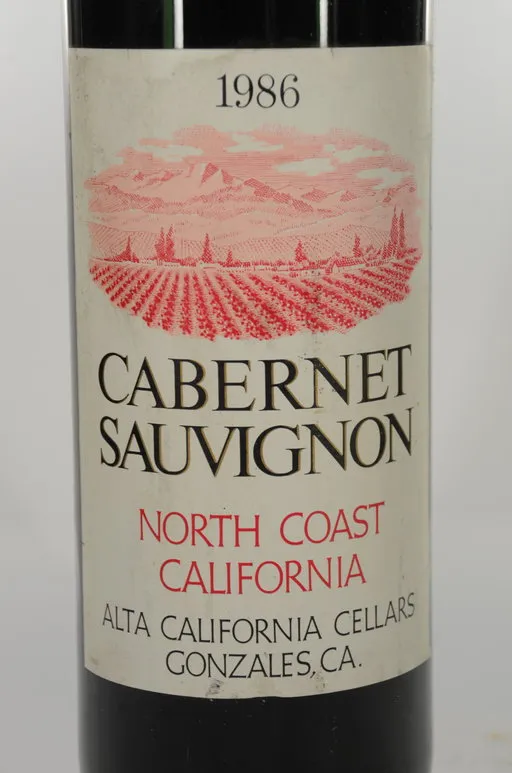 1986
CABERNET
SAUVIGNON
NORTH COAST
CALIFORNIA
ALTA CALIFORNIA CELLARS
GONZALES, CA.